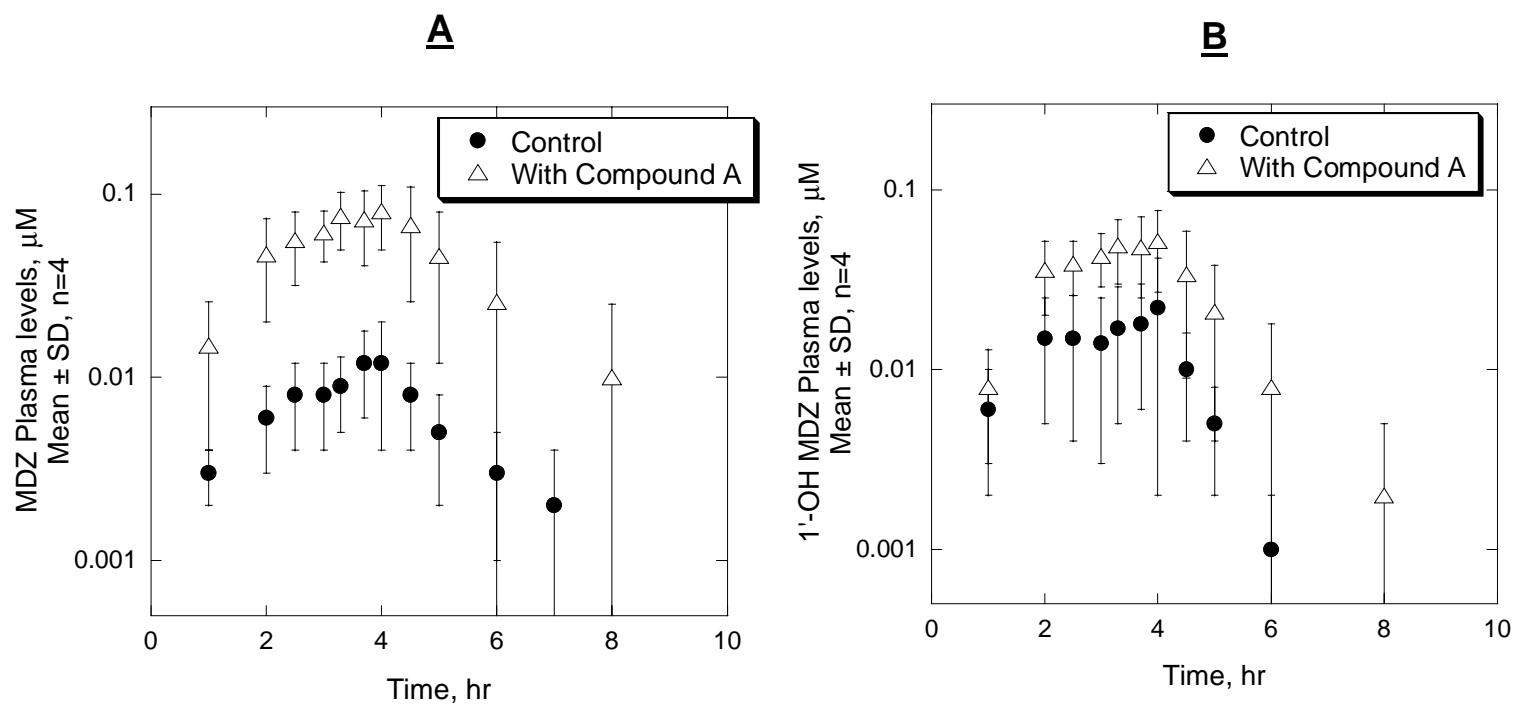 A
MDZ Plasma levels, μM
Mean ± SD, n=4
Control
With Compound A
0.1
0.01
0.001
0 2 4 6 8 10
Time, hr
B
1'-OH MDZ Plasma levels, μM
Mean ± SD, n=4
Control
With Compound A
0.1
0.01
0.001
0 2 4 6 8 10
Time, hr